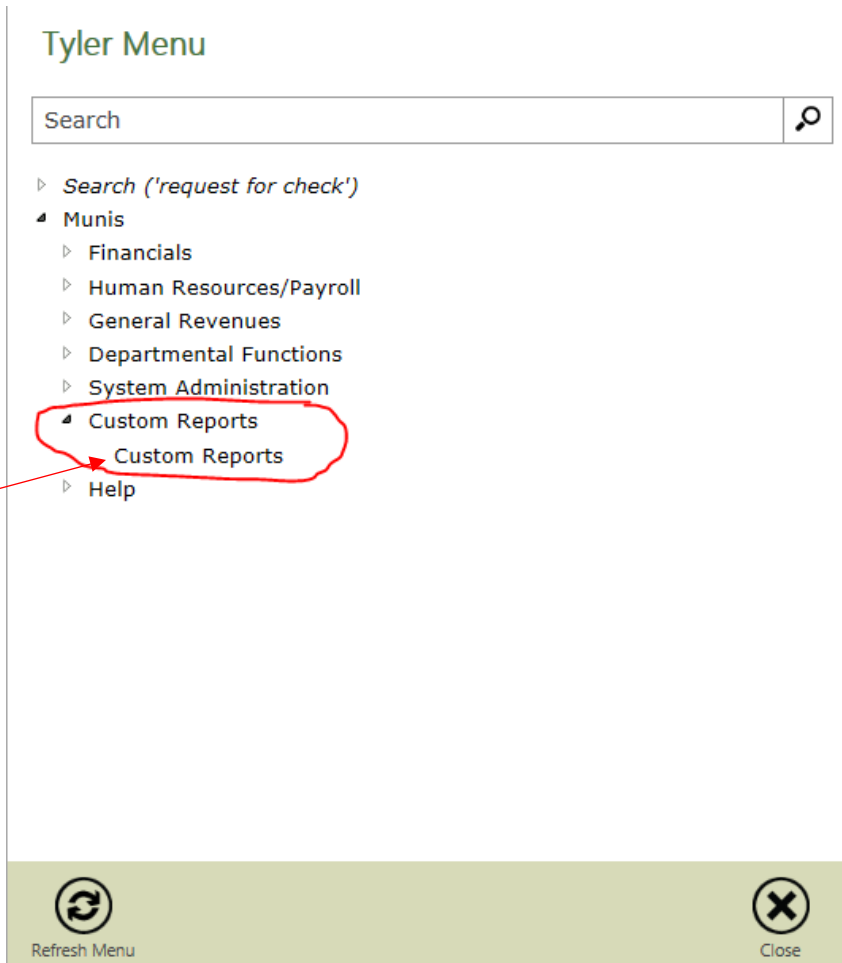 Tyler Menu
Search
Search ('request for check')
Munis
Financials
Human Resources/Payroll
General Revenues
Departmental Functions
System Administration
Custom Reports
Custom Reports
Help
Refresh Menu
Close